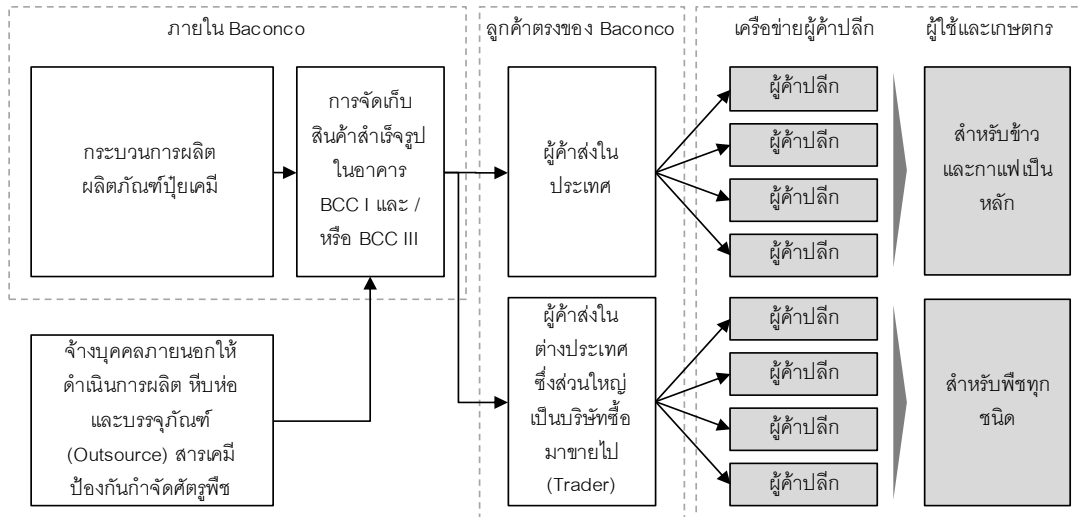 ภายใน Baconco
ลูกค้าตรงของ Baconco
เครือข่ายผู้ค้าปลีก
ผู้ใช้และเกษตกร
กระบวนการผลิต
ผลิตภัณฑ์ปุ๋ยเคมี
การจัดเก็บ
สินค้าสำเร็จรูป
ในอาคาร
BCC I และ /
หรือ BCC III
ผู้ค้าส่งใน
ประเทศ
ผู้ค้าปลีก
ผู้ค้าปลีก
ผู้ค้าปลีก
ผู้ค้าปลีก
สำหรับข้าว
และกาแฟเป็น
หลัก
จ้างบุคคลภายนอกให้
ดำเนินการผลิต หีบห่อ
และบรรจุภัณฑ์
(Outsource) สารเคมี
ป้องกันกำจัดศัตรูพืช
ผู้ค้าส่งใน
ต่างประเทศ
ซึ่งส่วนใหญ่
เป็นบริษัทซื้อ
มาขายไป
(Trader)
ผู้ค้าปลีก
ผู้ค้าปลีก
ผู้ค้าปลีก
ผู้ค้าปลีก
สำหรับพืชทุก
ชนิด